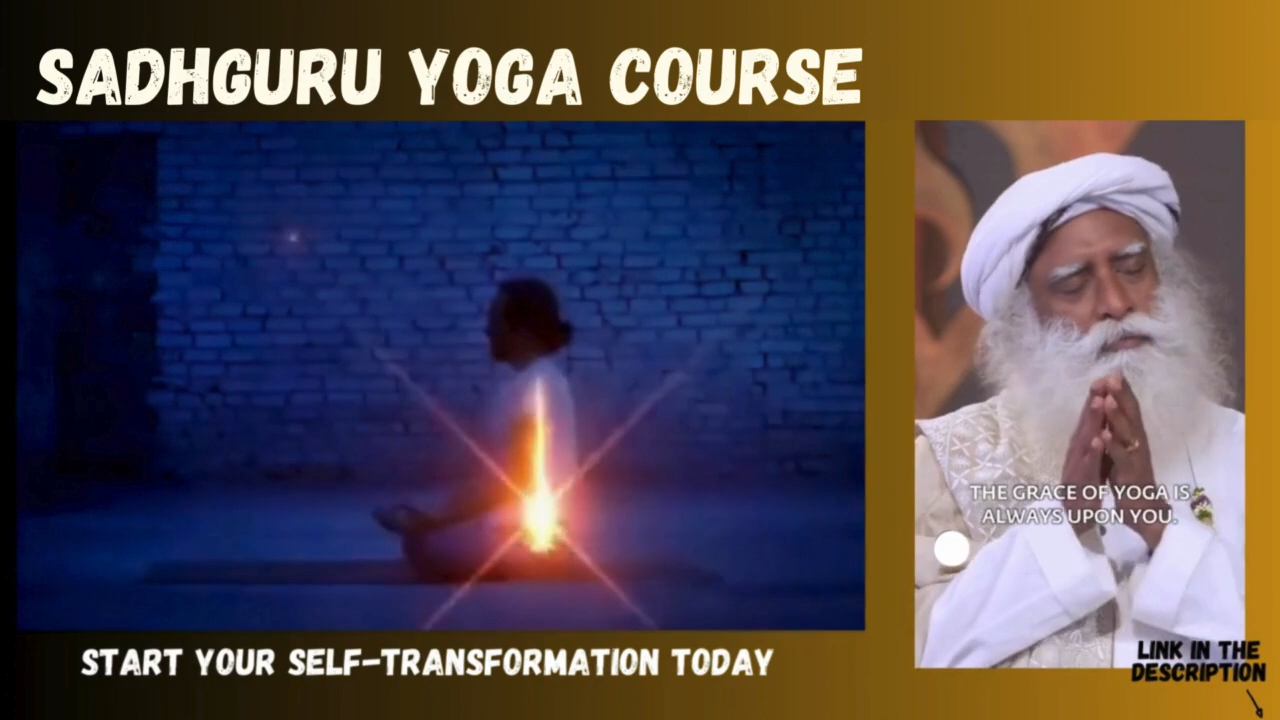 SADHGURU YOGA COURSE
THE GRACE OF YOGA IS
ALWAYS UPON YOU.
START YOUR SELF-TRANSFORMATION TODAY
LINK IN THE
DESCRIPTION